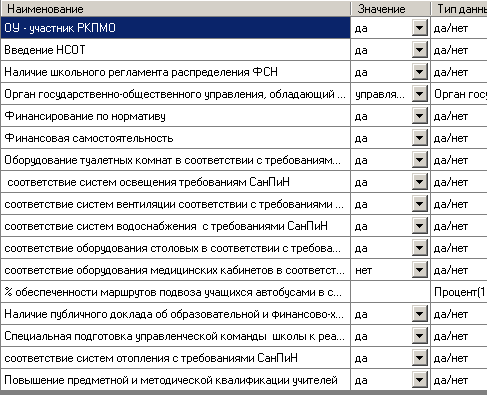 Наименование Значение Тип данны
ОУ - участник РКПМО да да/нет
Введение НСОТ да да/нет
Наличие школьного регламента распределения ФСН да да/нет
Орган государственно-общественного управления, обладающий ... управля... Орган госу
Финансирование по нормативу да да/нет
Финансовая самостоятельность да да/нет
Оборудование туалетных комнат в соответствии с требованиям... да да/нет
соответствие систем освещения требованиям СанПиН да да/нет
соответствие систем вентиляции соответствии с требованиями ... да да/нет
соответствие систем водоснабжения с требованиями СанПиН да да/нет
соответствие оборудования столовых в соответствии с требова... да да/нет
соответствие оборудования медицинских кабинетов в соответст... нет да/нет
% обеспеченности маршрутов подвоза учащихся автобусами в с... Процент(1
Наличие публичного доклада об образовательной и финансово-х... да да/нет
Специальная подготовка управленческой команды школы к реа... да да/нет
соответствие систем отопления с требованиями СанПиН да да/нет
Повышение предметной и методической квалификации учителей да да/нет